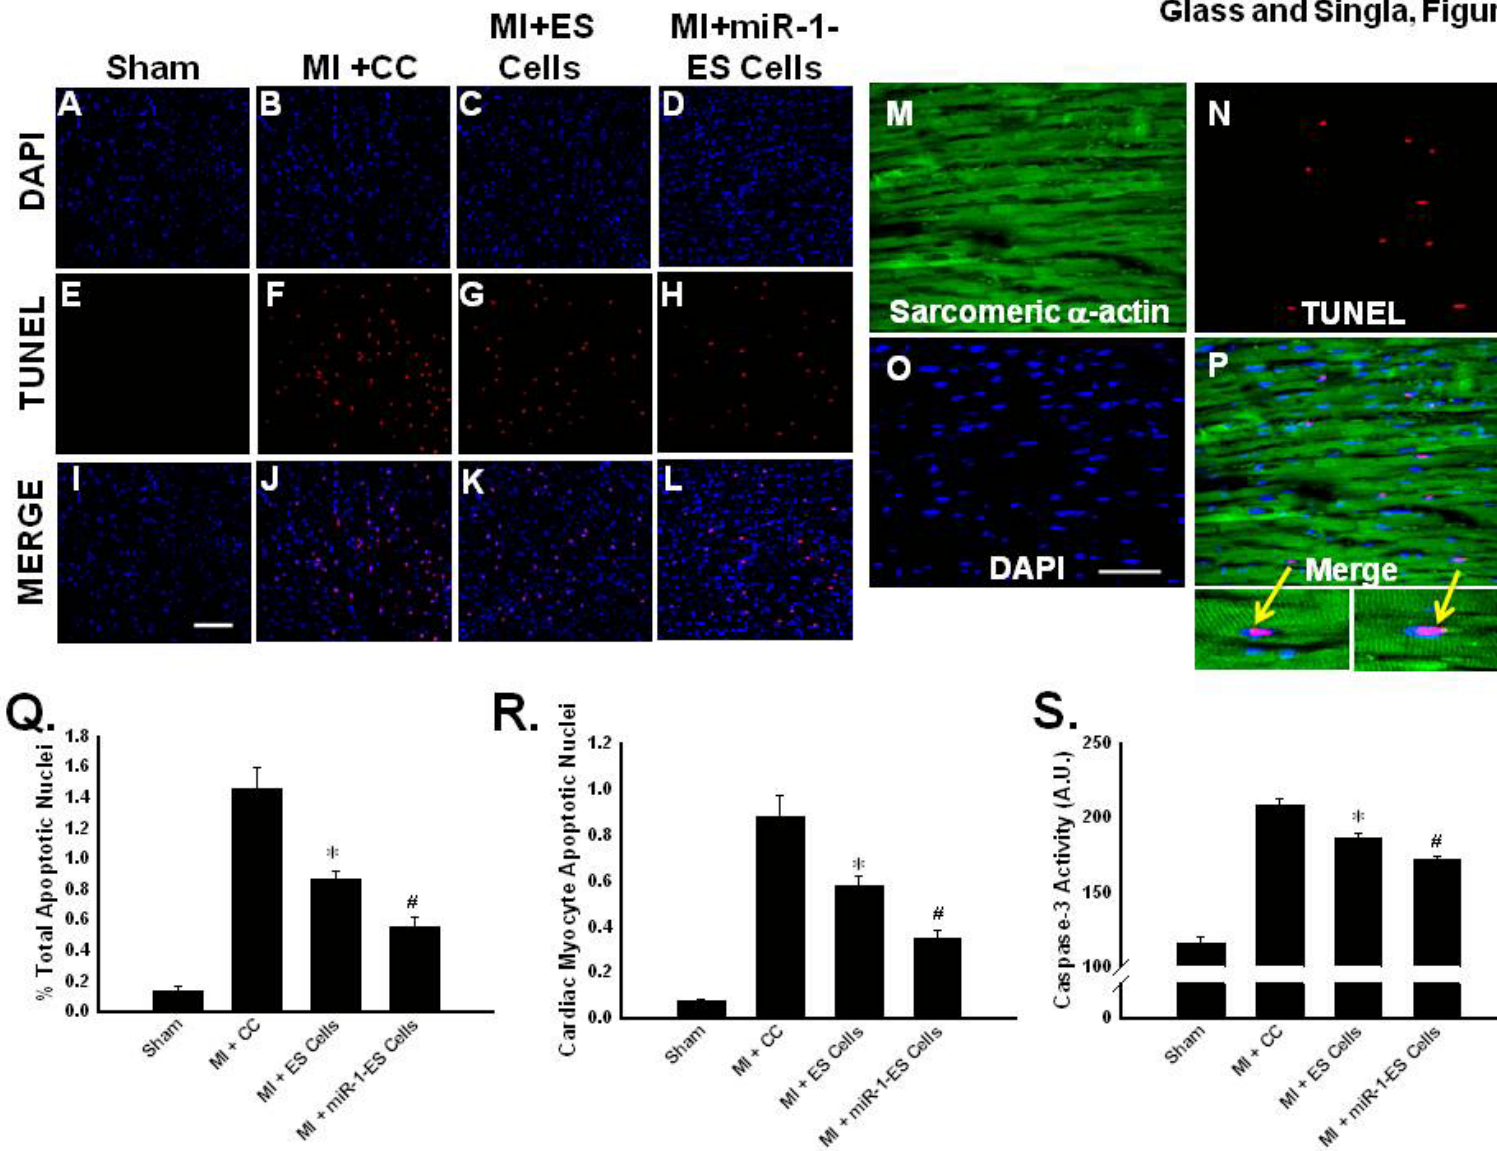 Glass and Singla, Figur
Sham
MI +CC
MI+ES
Cells
MI+miR-1-
ES Cells
DAPI
A
B
C
D
TUNEL
E
F
G
H
MERGE
I
J
K
L
M
Sarcomeric α-actin
N
TUNEL
O
DAPI
P
Merge
Q.
% Total Apoptotic Nuclei
1.8
1.6
1.4
1.2
1.0
0.8
0.6
0.4
0.2
0.0
*
#
Sham
MI + CC
MI + ES Cells
MI + miR-1-ES Cells
R.
Cardiac Myocyte Apoptotic Nuclei
1.2
1.0
0.8
0.6
0.4
0.2
0.0
*
#
Sham
MI + CC
MI + ES Cells
MI + miR-1-ES Cells
S.
Caspase-3 Activity (A.U.)
250
200
150
100
0
*
#
Sham
MI + CC
MI + ES Cells
MI + miR-1-ES Cells